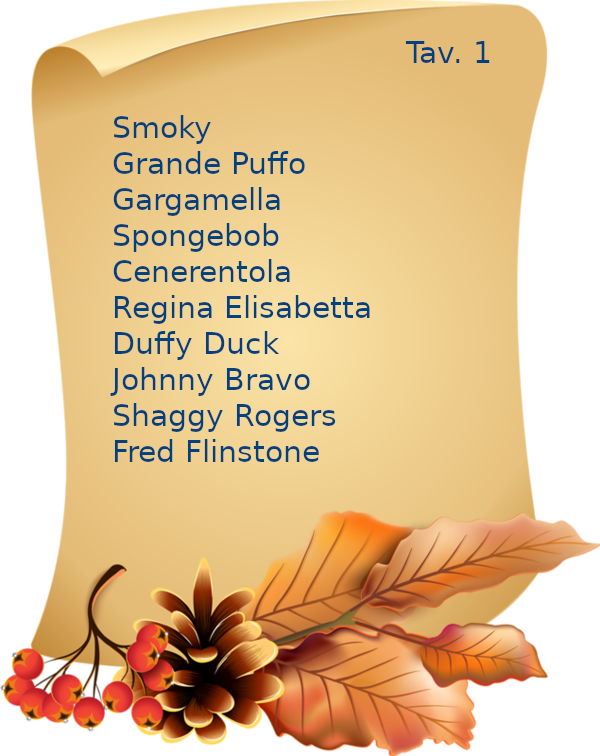 Tav. 1
Smoky
Grande Puffo
Gargamella
Spongebob
Cenerentola
Regina Elisabetta
Duffy Duck
Johnny Bravo
Shaggy Rogers
Fred Flinstone